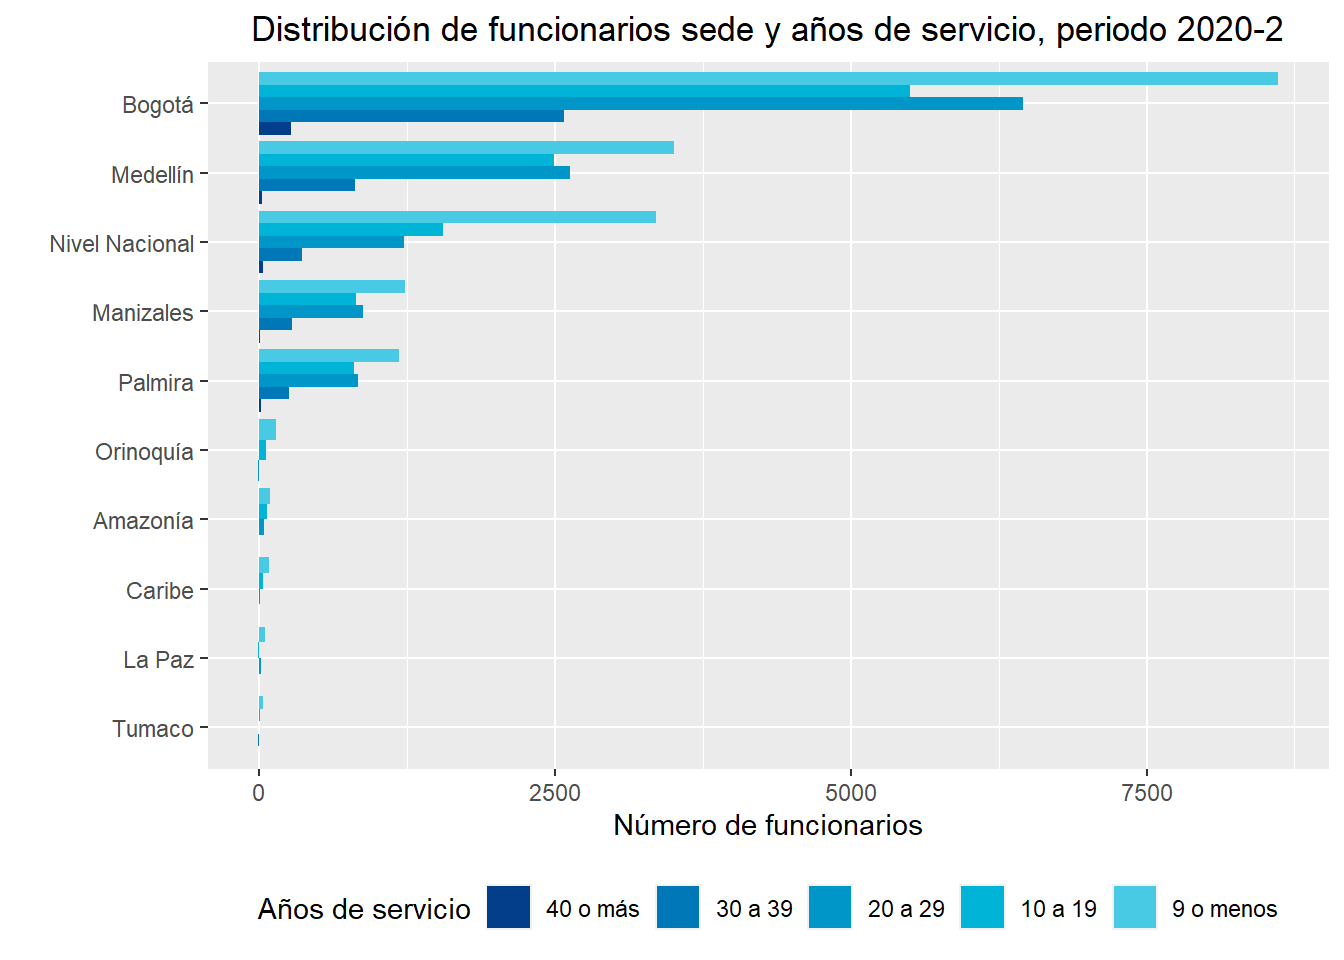 Distribución de funcionarios sede y años de servicio, periodo 2020-2
Bogotá
Medellín
Nivel Nacional
Manizales
Palmira
Orinoquía
Amazonía
Caribe
La Paz
Tumaco
0 2500 5000 7500
Número de funcionarios
Años de servicio 40 o más 30 a 39 20 a 29 10 a 19 9 o menos